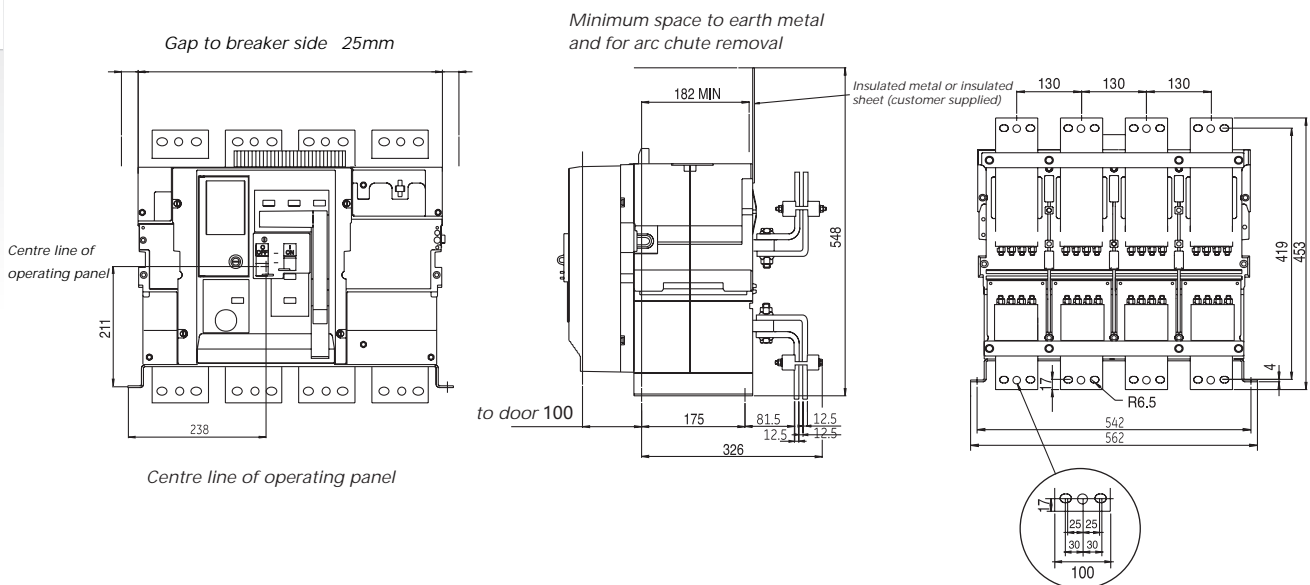 Gap to breaker side 25mm
Minimum space to earth metal
and for arc chute removal
Insulated metal or insulated
sheet (customer supplied)
182 MIN
548
130
130
130
419
453
Centre line of
operating panel
211
ON
238
Centre line of operating panel
to door 100
175
81.5
12.5
12.5
12.5
326
17
4
R6.5
542
562
17
25
25
30
30
100